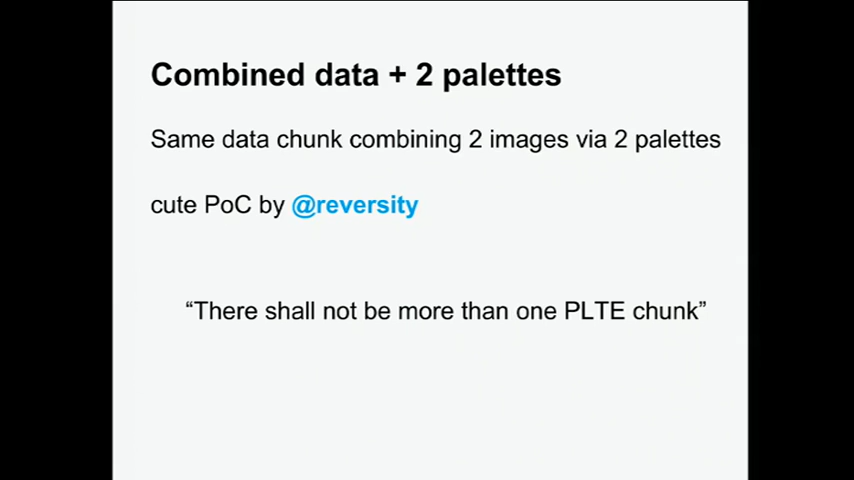 Combined data + 2 palettes
Same data chunk combining 2 images via 2 palettes
cute PoC by @reversity
“There shall not be more than one PLTE chunk”